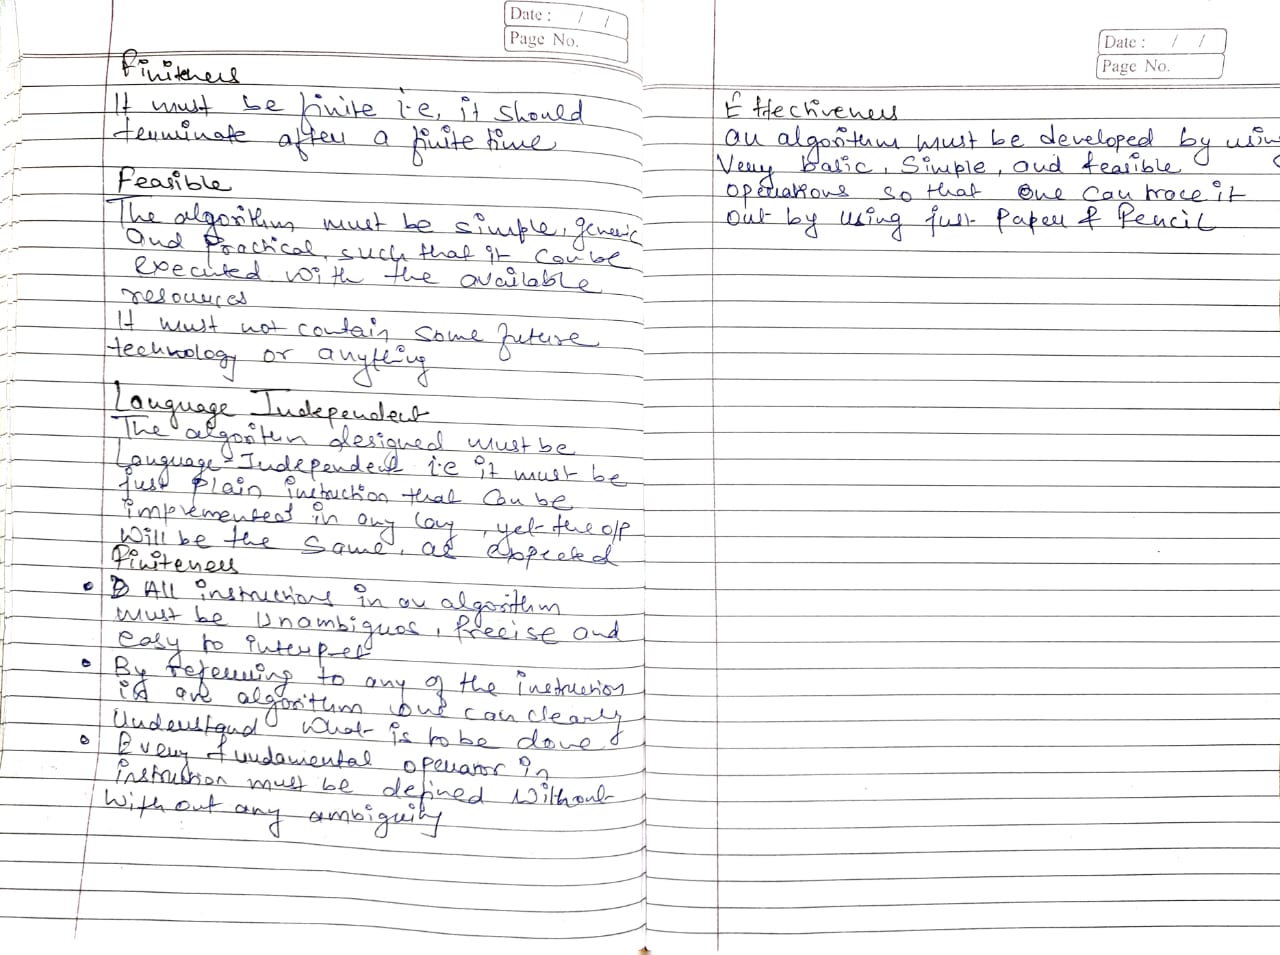 Date : / /
Page No.
Finiteness
It must be finite i.e, it should
terminate after a finite time
Feasible
The algorithm must be simple, generic
and Practical, such that it can be
executed with the available
resources
It must not contain some future
technology or anything
Language Independent
The algorithm designed must be
Language-Independent i.e it must be
just plain instruction that can be
implemented in any lang, yet the o/p
will be the same, as expected
Finiteness
• All instructions in an algorithm
must be Unambiguos, Precise and
easy to interpret
• By referring to any of the instruction
in an algorithm one can clearly
Understand what is to be done
• Every fundamental operator in
instruction must be defined without
without any ambiguity
Date : / /
Page No.
Effectiveness
an algorithm must be developed by using
Very basic, Simple, and feasible
operations so that one can trace it
out by using just Paper & Pencil